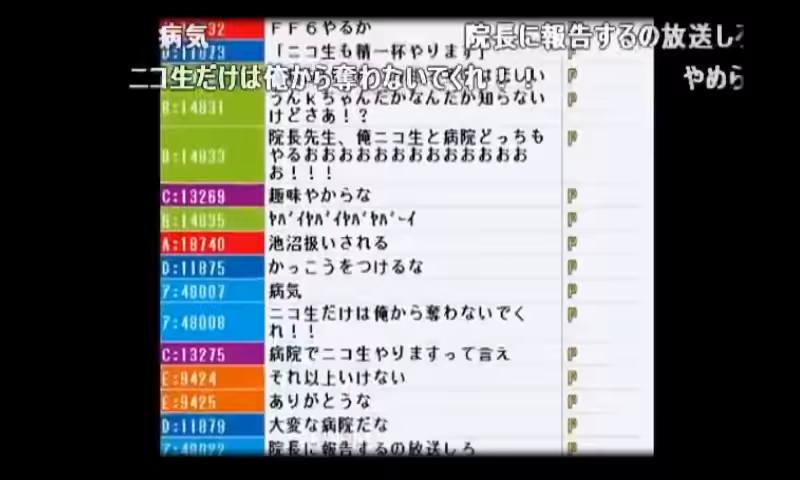 病気
院長に報告するの放送しろ
ニコ生だけは俺から奪わないでくれ！！
やめら
32
ＦＦ６やるか
D:11873
「ニコ生も精一杯やります」
B:14831
うんｋちゃんだかなんだか知らない
けどさあ！？
P
B:14833
院長先生、俺ニコ生と病院どっちも
やるおおおおおおおおおおおおお
お！！！
P
C:13269
趣味やからな
P
B:14835
ﾔﾊﾞｲﾔﾊﾞｲﾔﾊﾞﾔﾊﾞｰｲ
P
A:18740
池沼扱いされる
P
D:11875
かっこうをつけるな
P
ｱ:48007
病気
P
ｱ:48008
ニコ生だけは俺から奪わないでく
れ！！
P
C:13275
病院でニコ生やりますって言え
P
E:9424
それ以上いけない
P
E:9425
ありがとうな
P
D:11879
大変な病院だな
P
院長に報告するの放送しろ
P